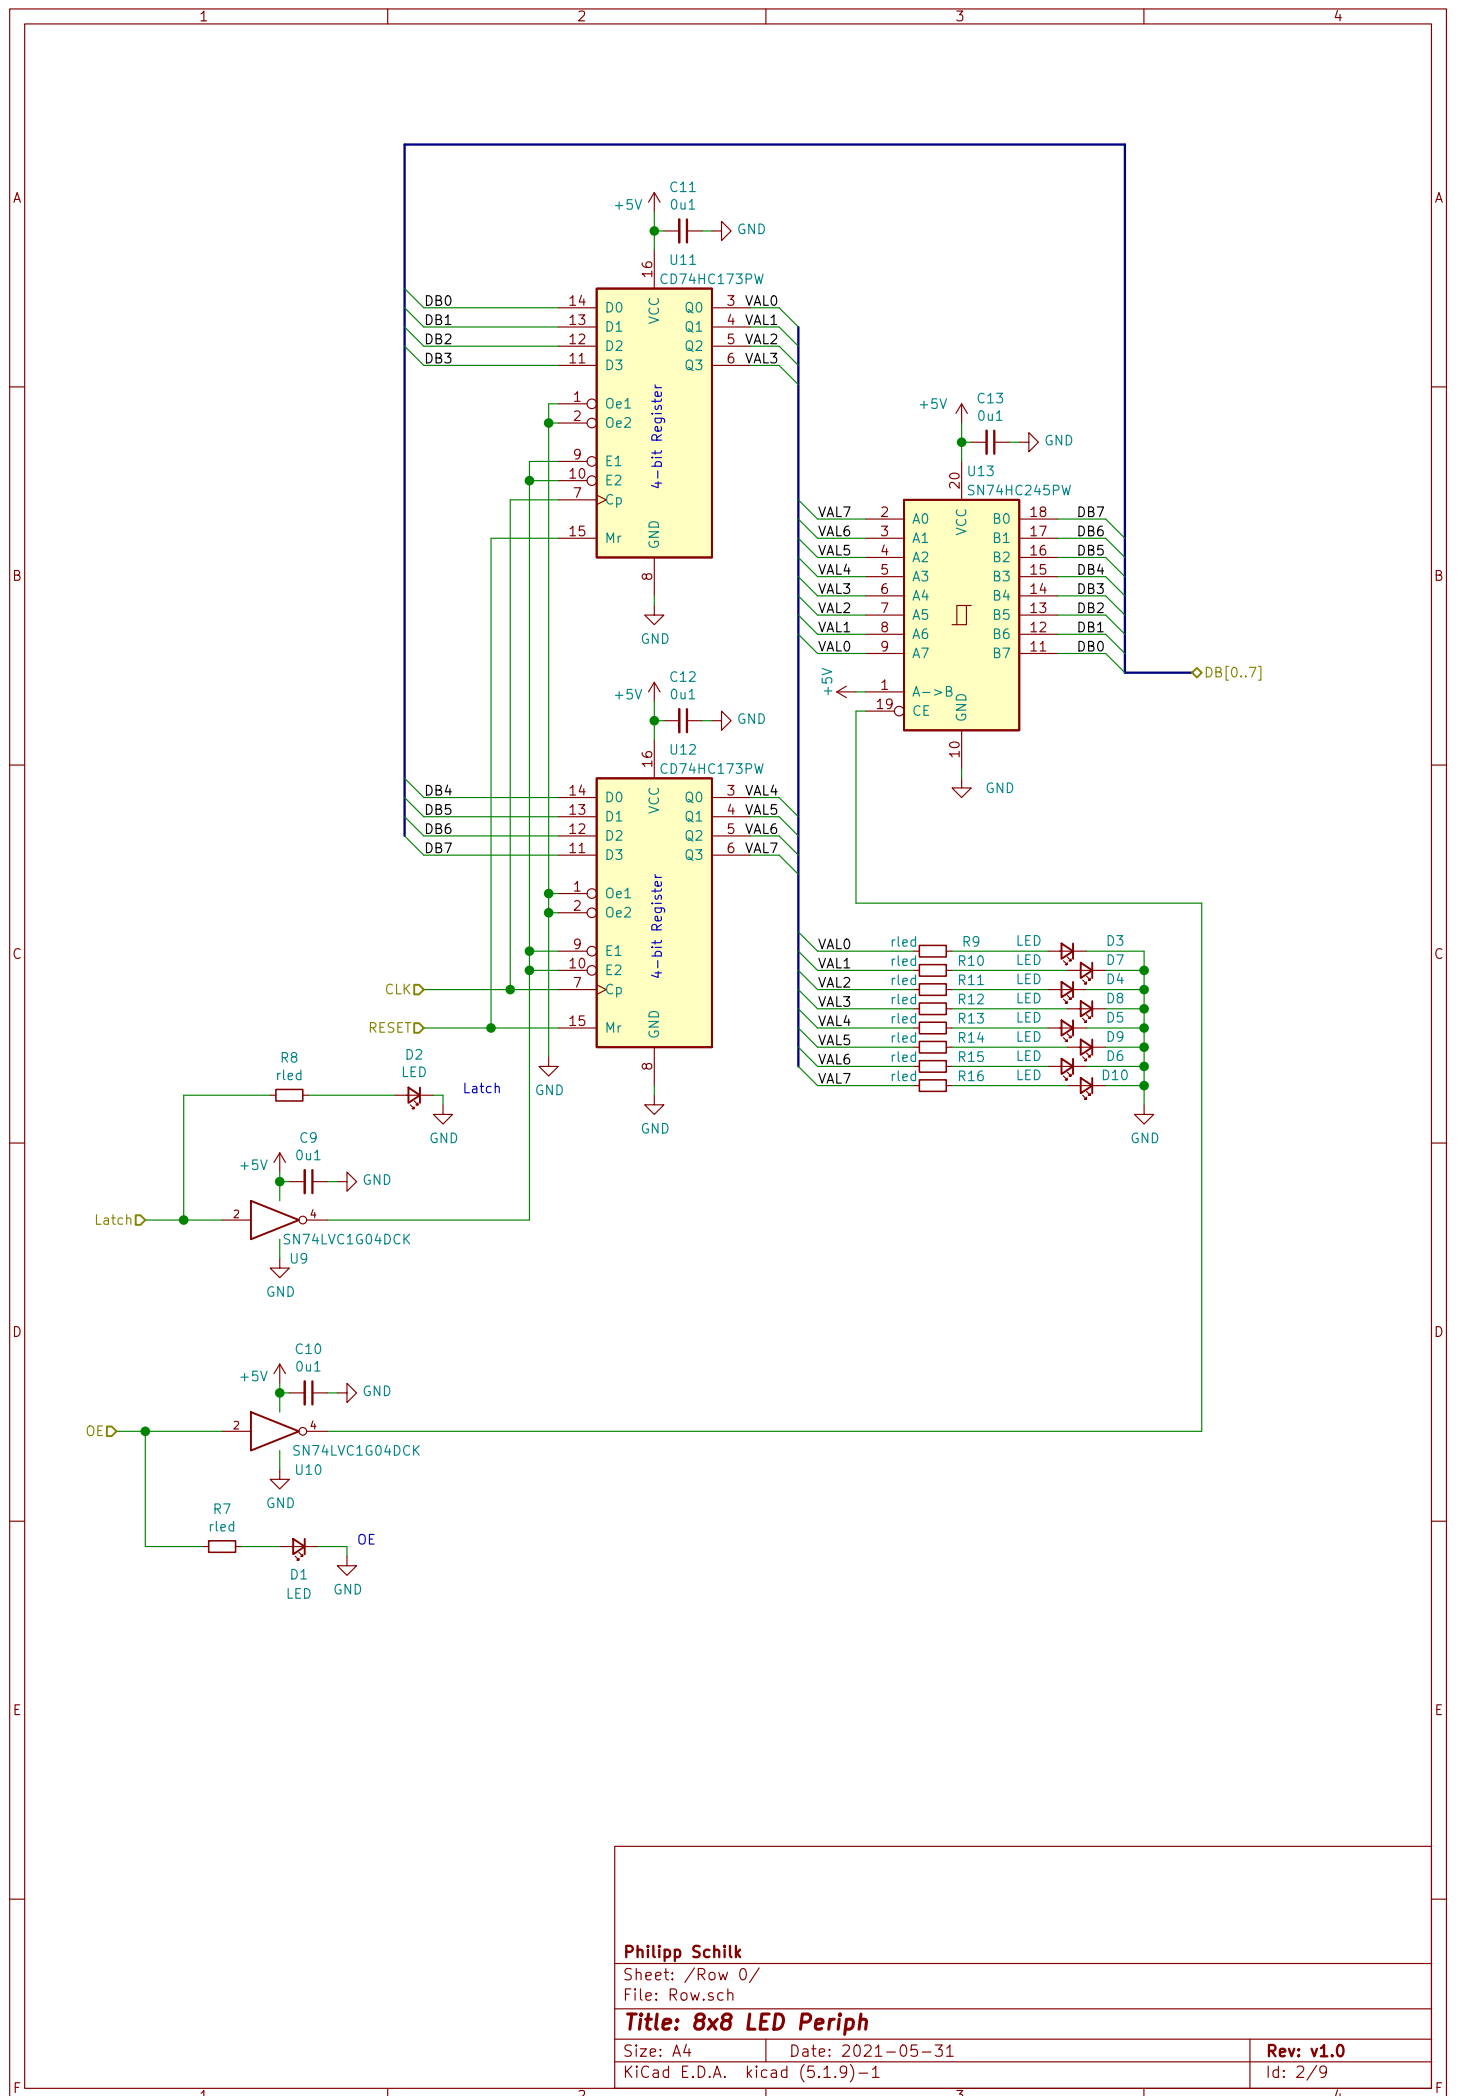 1 2 3 4
A A
C11
+5V 0u1
GND
U11
CD74HC173PW
16
VCC
DB0 14 D0 Q0 3 VAL0
DB1 13 D1 Q1 4 VAL1
DB2 12 D2 Q2 5 VAL2
DB3 11 D3 Q3 6 VAL3
1 Oe1
2 Oe2
9 E1
10 E2
7 Cp
15 Mr
4-bit Register
GND
8
GND
C13
+5V 0u1
GND
U13
SN74HC245PW
20
VCC
VAL7 2 A0 B0 18 DB7
VAL6 3 A1 B1 17 DB6
VAL5 4 A2 B2 16 DB5
VAL4 5 A3 B3 15 DB4
VAL3 6 A4 B4 14 DB3
VAL2 7 A5 B5 13 DB2
VAL1 8 A6 B6 12 DB1
VAL0 9 A7 B7 11 DB0
+5V 1 A->B
19 CE
GND
10
GND
DB[0..7]
B B
C12
+5V 0u1
GND
U12
CD74HC173PW
16
VCC
DB4 14 D0 Q0 3 VAL4
DB5 13 D1 Q1 4 VAL5
DB6 12 D2 Q2 5 VAL6
DB7 11 D3 Q3 6 VAL7
1 Oe1
2 Oe2
9 E1
10 E2
CLK 7 Cp
RESET 15 Mr
4-bit Register
GND
8
GND
GND
C C
VAL0 rled R9 LED D3
VAL1 rled R10 LED D7
VAL2 rled R11 LED D4
VAL3 rled R12 LED D8
VAL4 rled R13 LED D5
VAL5 rled R14 LED D9
VAL6 rled R15 LED D6
VAL7 rled R16 LED D10
GND
R8
rled
D2
LED
Latch
GND
C9
+5V 0u1
GND
Latch 2 4
SN74LVC1G04DCK
U9
GND
D D
C10
+5V 0u1
GND
OE 2 4
SN74LVC1G04DCK
U10
GND
R7
rled
OE
D1
LED
GND
E E
Philipp Schilk
Sheet: /Row 0/
File: Row.sch
Title: 8x8 LED Periph
Size: A4 Date: 2021-05-31 Rev: v1.0
KiCad E.D.A. kicad (5.1.9)-1 Id: 2/9
F F
1 2 3 4